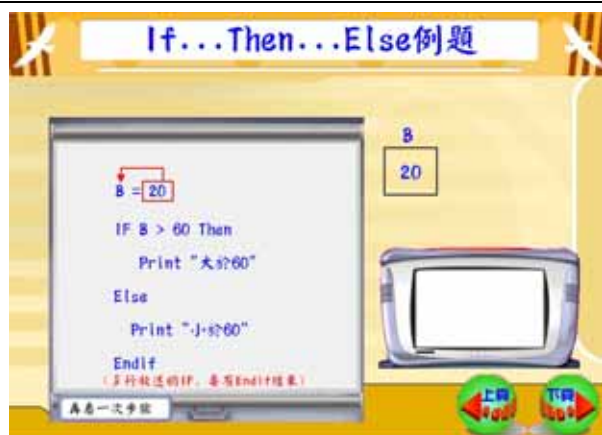 If...Then...Else例題
B
20
B = 20
IF B > 60 Then
Print "大於60"
Else
Print "小於60"
Endif
(多行敘述的IF，要有Endif結束)
再看一次步驟
上頁
下頁